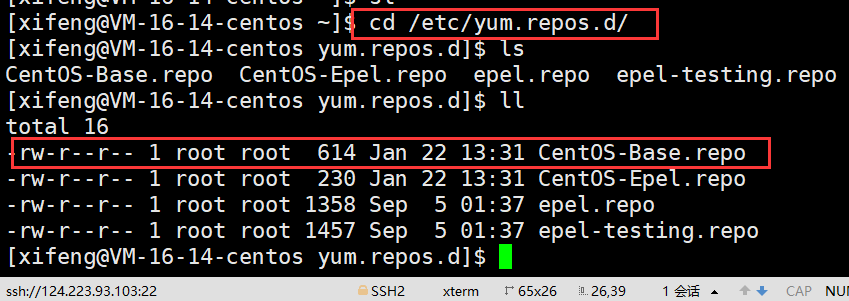 [xifeng@VM-16-14-centos ~]$ cd /etc/yum.repos.d/
[xifeng@VM-16-14-centos yum.repos.d]$ ls
CentOS-Base.repo  CentOS-Epel.repo  epel.repo  epel-testing.repo
[xifeng@VM-16-14-centos yum.repos.d]$ ll
total 16
-rw-r--r-- 1 root root  614 Jan 22 13:31 CentOS-Base.repo
-rw-r--r-- 1 root root  230 Jan 22 13:31 CentOS-Epel.repo
-rw-r--r-- 1 root root 1358 Sep  5 01:37 epel.repo
-rw-r--r-- 1 root root 1457 Sep  5 01:37 epel-testing.repo
[xifeng@VM-16-14-centos yum.repos.d]$
ssh://124.223.93.103:22 SSH2 xterm 65x26 26,39 1 会话 CAP NUM